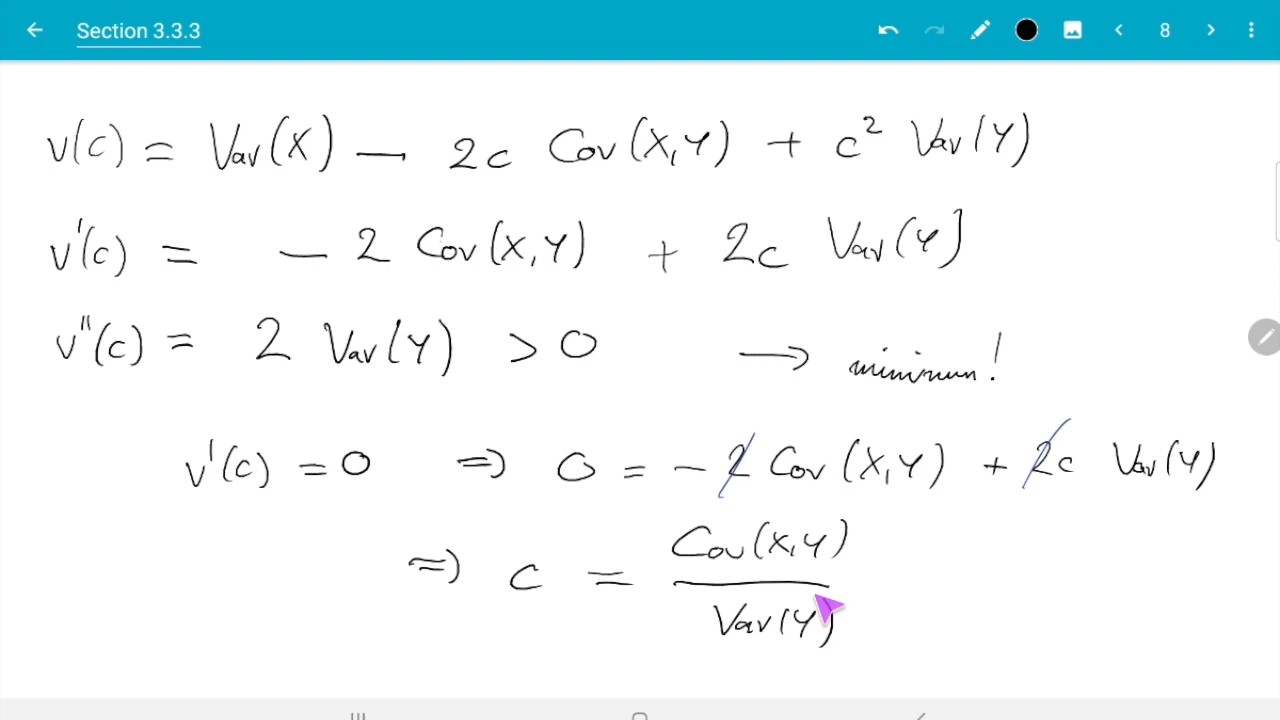 Section 3.3.3
8
v(c) = Var(X) - 2c Cov(X,Y) + c² Var(Y)
v'(c) = - 2 Cov(X,Y) + 2c Var(Y)
v''(c) = 2 Var(Y) > 0 → minimum!
v'(c) = 0 ⇒ 0 = - 2 Cov(X,Y) + 2c Var(Y)
⇒ c = Cov(X,Y)
Var(Y)